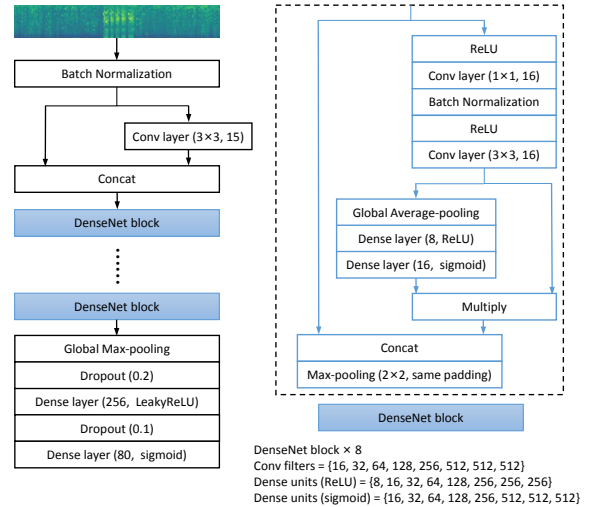 Batch Normalization
Conv layer (3×3, 15)
Concat
DenseNet block
DenseNet block
Global Max-pooling
Dropout (0.2)
Dense layer (256, LeakyReLU)
Dropout (0.1)
Dense layer (80, sigmoid)
ReLU
Conv layer (1×1, 16)
Batch Normalization
ReLU
Conv layer (3×3, 16)
Global Average-pooling
Dense layer (8, ReLU)
Dense layer (16, sigmoid)
Multiply
Concat
Max-pooling (2×2, same padding)
DenseNet block
DenseNet block × 8
Conv filters = {16, 32, 64, 128, 256, 512, 512, 512}
Dense units (ReLU) = {8, 16, 32, 64, 128, 256, 256, 256}
Dense units (sigmoid) = {16, 32, 64, 128, 256, 512, 512, 512}